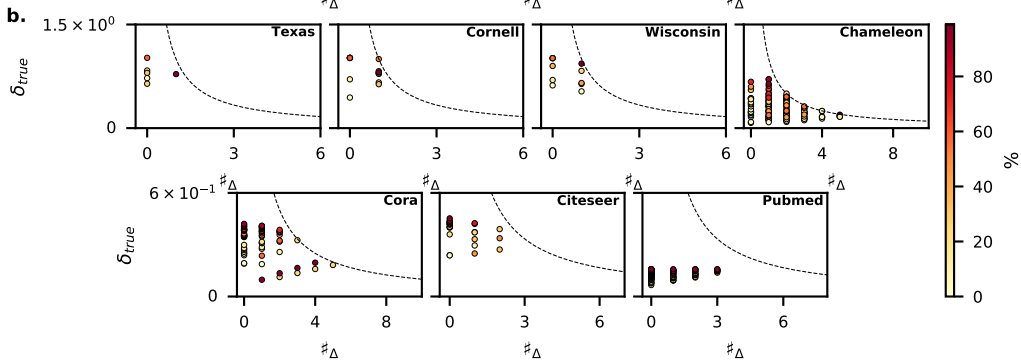 ♯Δ ♯Δ ♯Δ ♯Δ
b.
1.5 × 10⁰
Texas Cornell Wisconsin Chameleon
δtrue
0
0 3 6 0 3 6 0 3 6 0 4 8
♯Δ ♯Δ ♯Δ ♯Δ
6 × 10⁻¹
Cora Citeseer Pubmed
δtrue
0
0 4 8 0 3 6 0 3 6
♯Δ ♯Δ ♯Δ
80
60
40
20
0
%